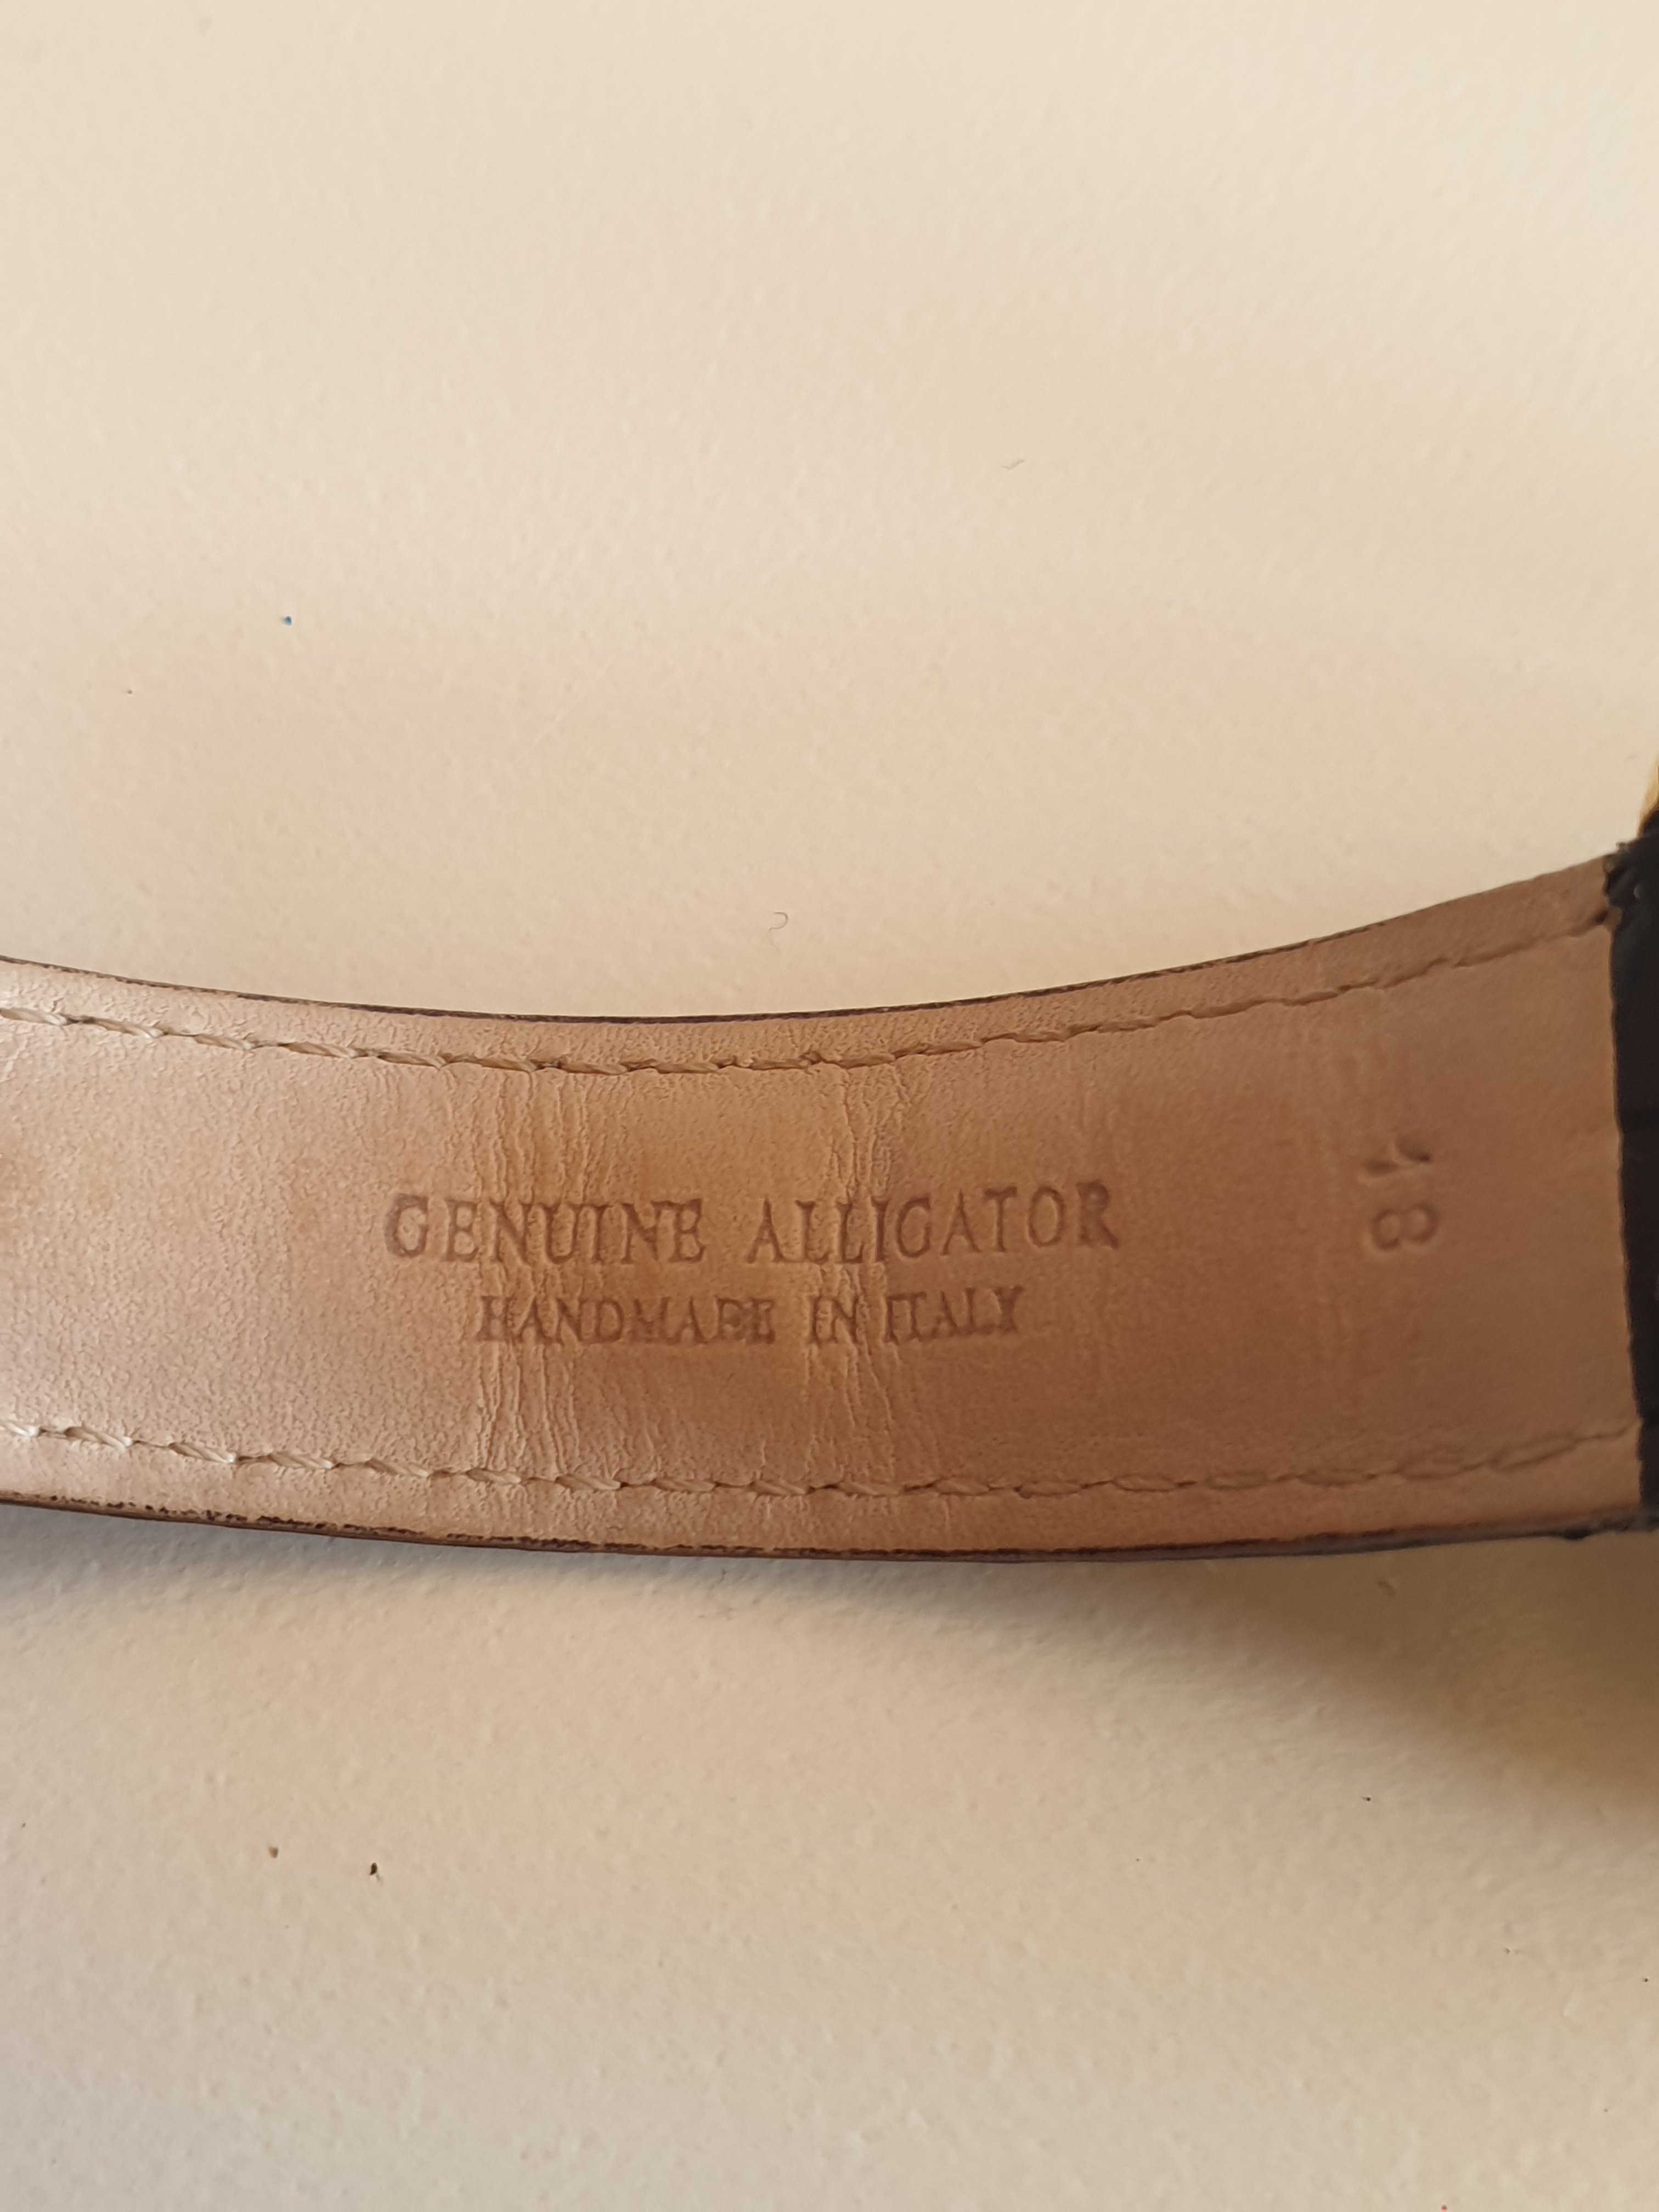 GENUINE ALLIGATOR
HANDMADE IN ITALY
18